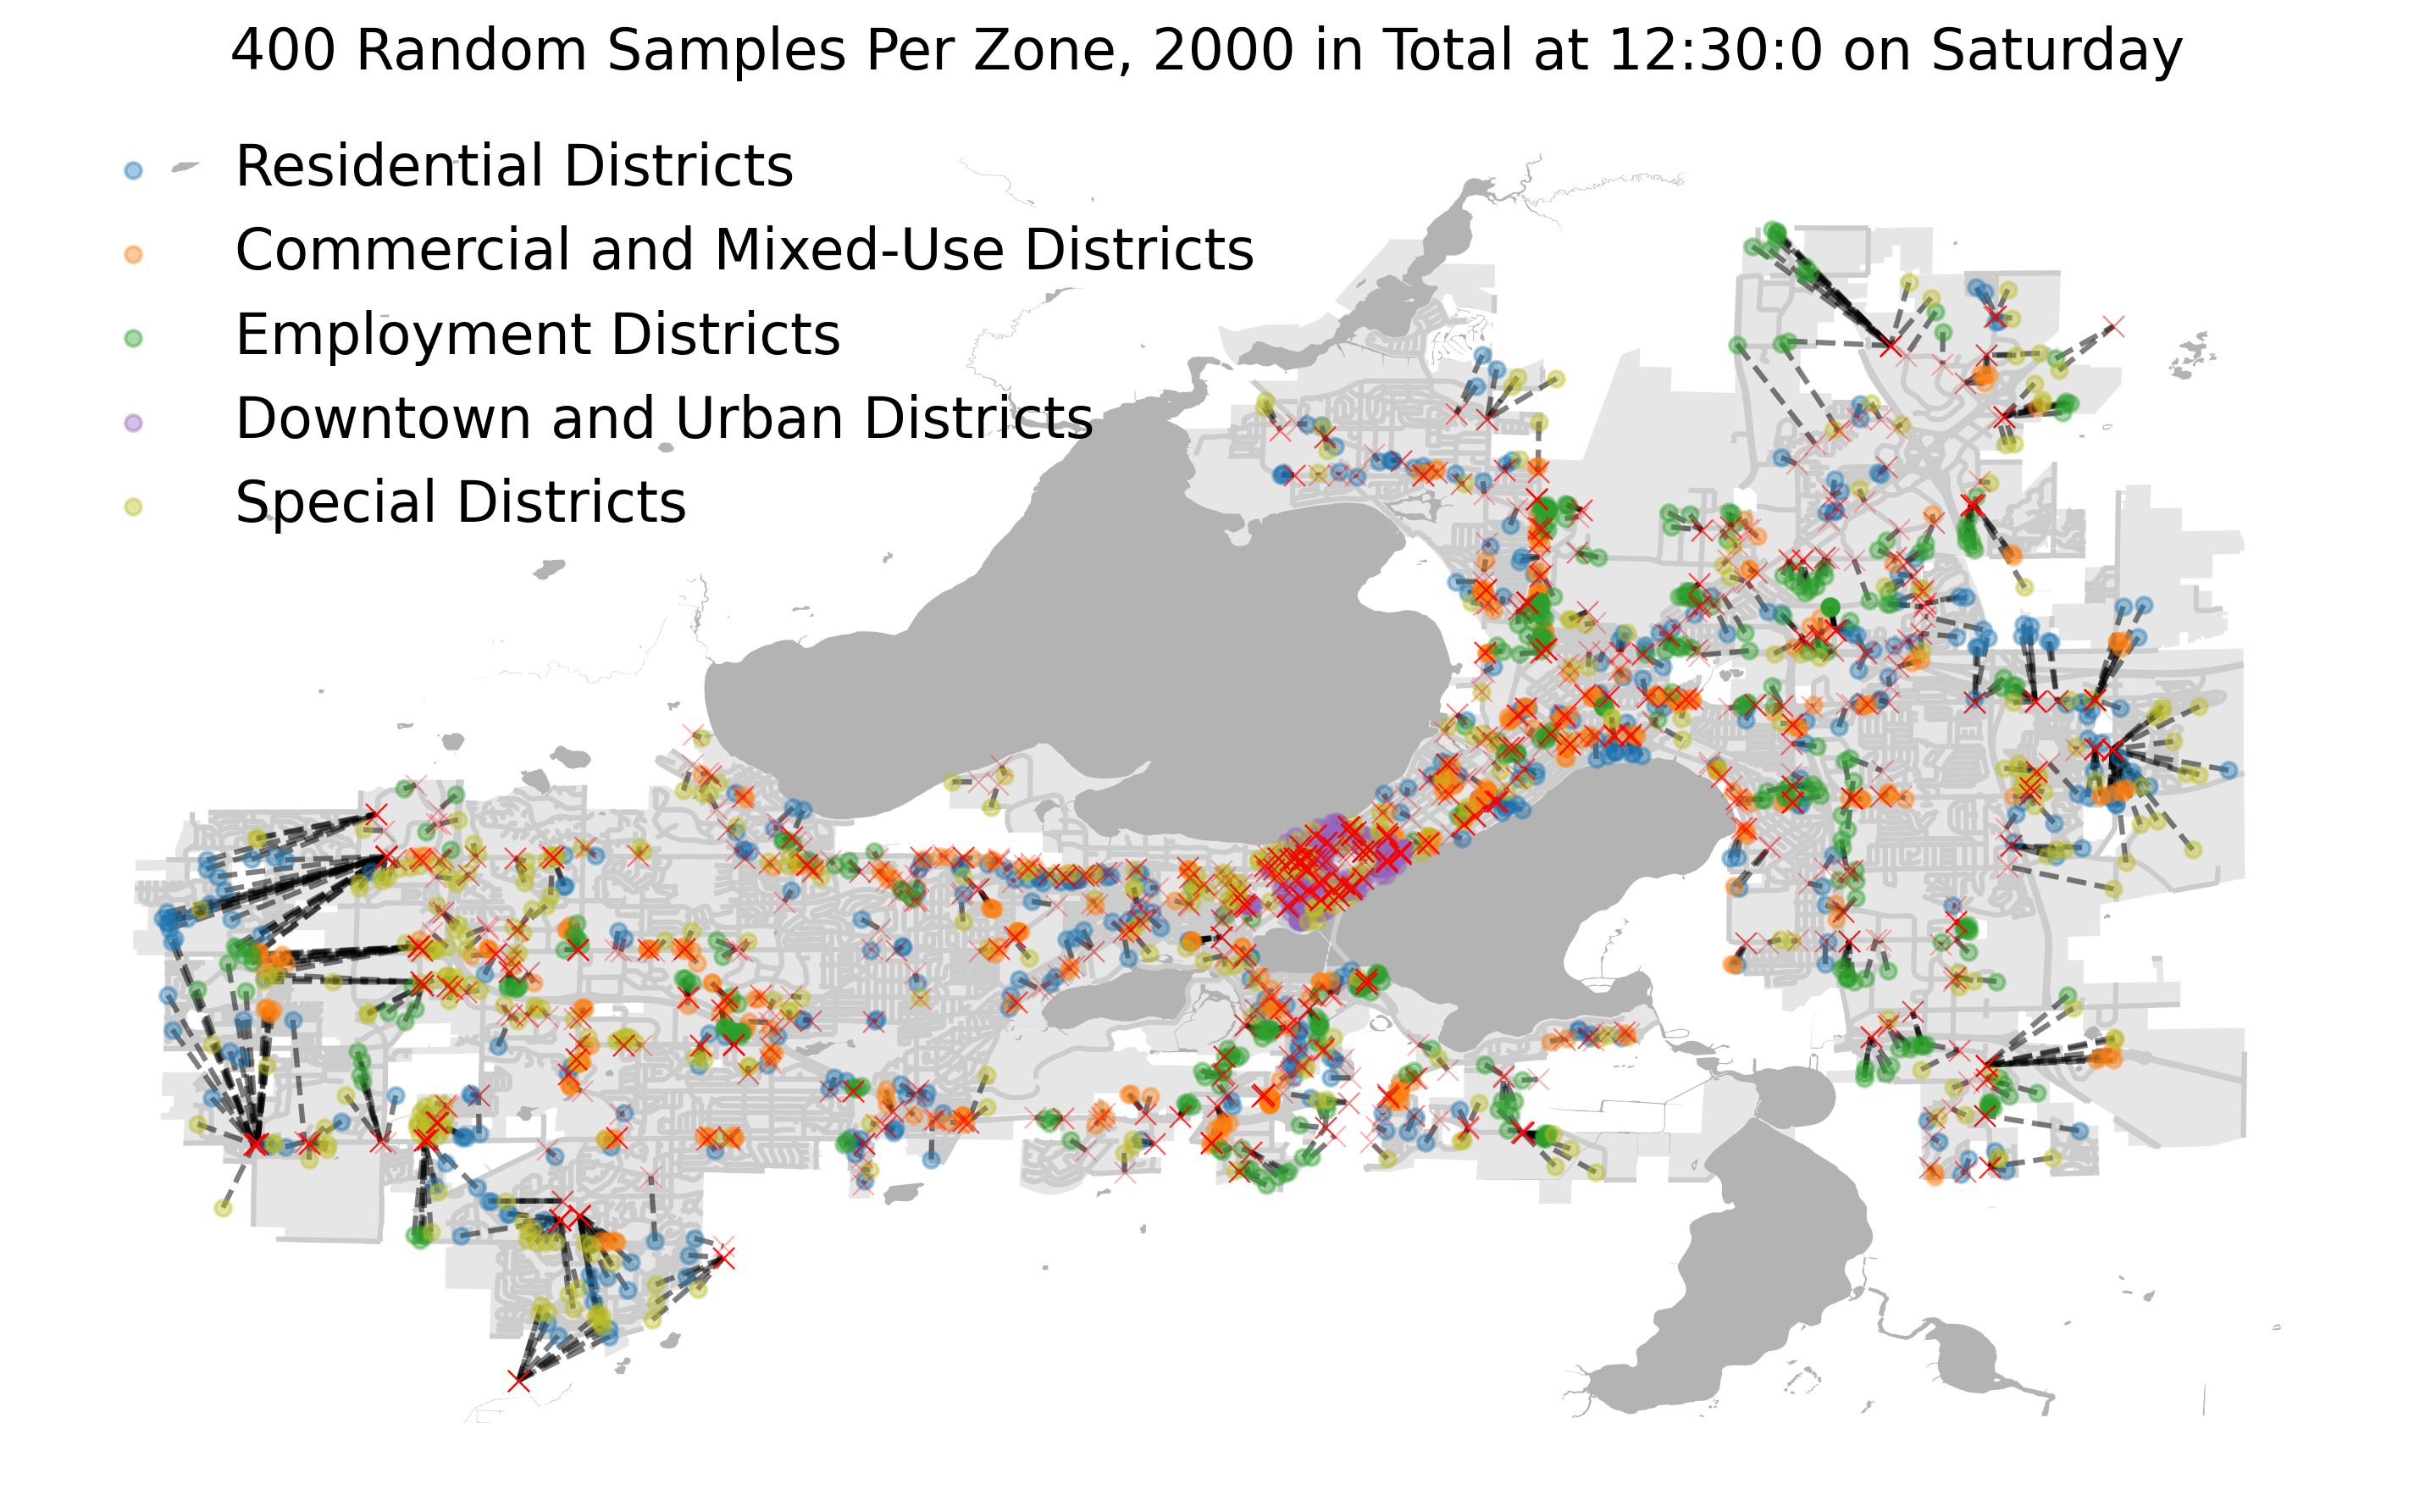 400 Random Samples Per Zone, 2000 in Total at 12:30:0 on Saturday
Residential Districts
Commercial and Mixed-Use Districts
Employment Districts
Downtown and Urban Districts
Special Districts